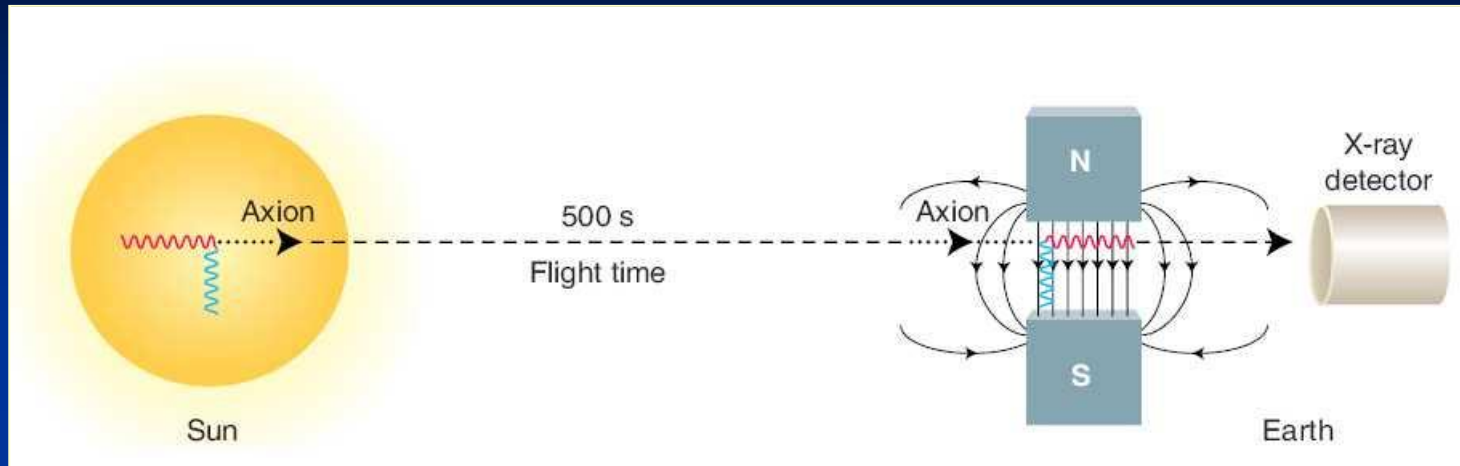 Axion
500 s
Flight time
Axion
N
S
X-ray
detector
Sun
Earth